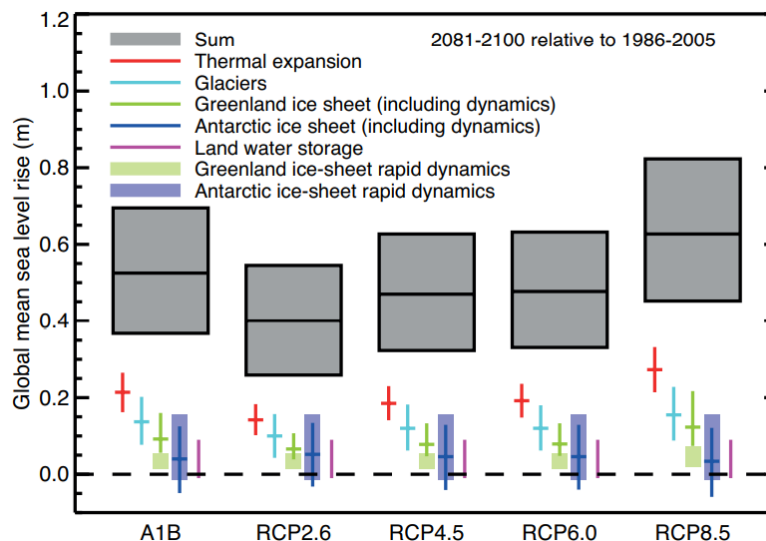 1.2
1.0
0.8
0.6
0.4
0.2
0.0
Global mean sea level rise (m)
2081-2100 relative to 1986-2005
Sum
Thermal expansion
Glaciers
Greenland ice sheet (including dynamics)
Antarctic ice sheet (including dynamics)
Land water storage
Greenland ice-sheet rapid dynamics
Antarctic ice-sheet rapid dynamics
A1B
RCP2.6
RCP4.5
RCP6.0
RCP8.5